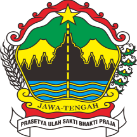 JAWA-TENGAH
PRASETYA ULAH SAKTI BHAKTI PRAJA